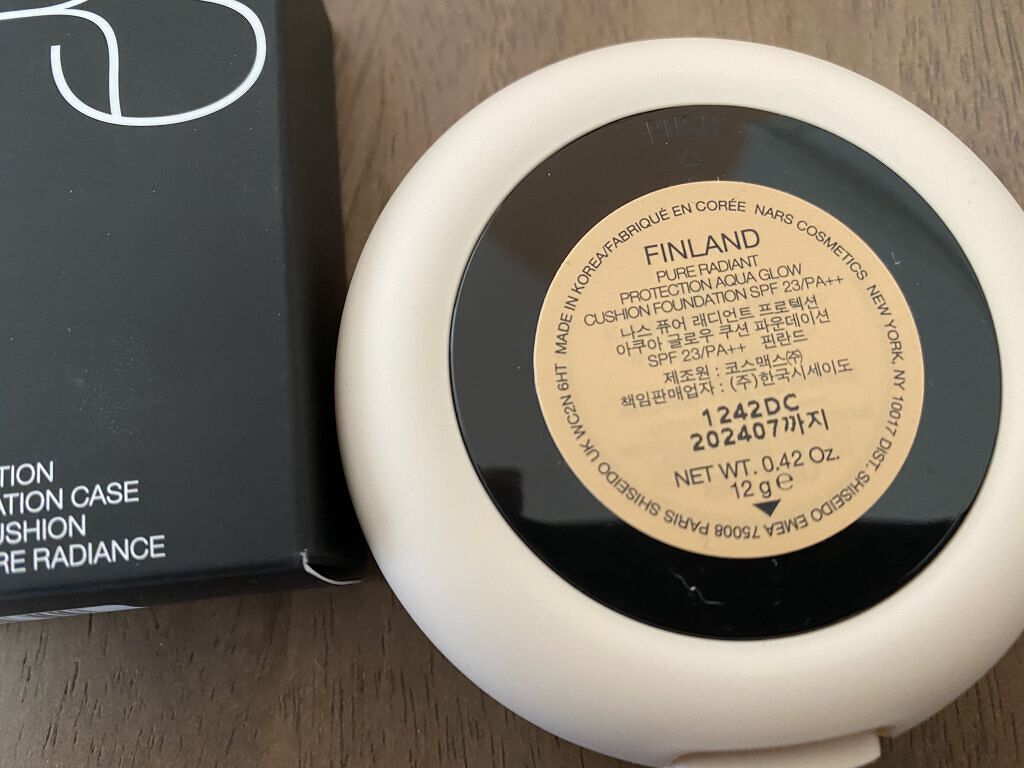 TION
ATION CASE
USHION
RE RADIANCE
PUSH
MADE IN KOREA/FABRIQUÉ EN CORÉE NARS COSMETICS NEW YORK, NY 10017 DIST. SHISEIDO EMEA 75008 PARIS SHISEIDO UK WC2N 6HT
FINLAND
PURE RADIANT
PROTECTION AQUA GLOW
CUSHION FOUNDATION SPF 23/PA++
나스 퓨어 래디언트 프로텍션
아쿠아 글로우 쿠션 파운데이션
SPF 23/PA++ 핀란드
제조원 : 코스맥스㈜
책임판매업자 : (주)한국시세이도
1242DC
202407까지
NET WT. 0.42 Oz.
12 g ℮